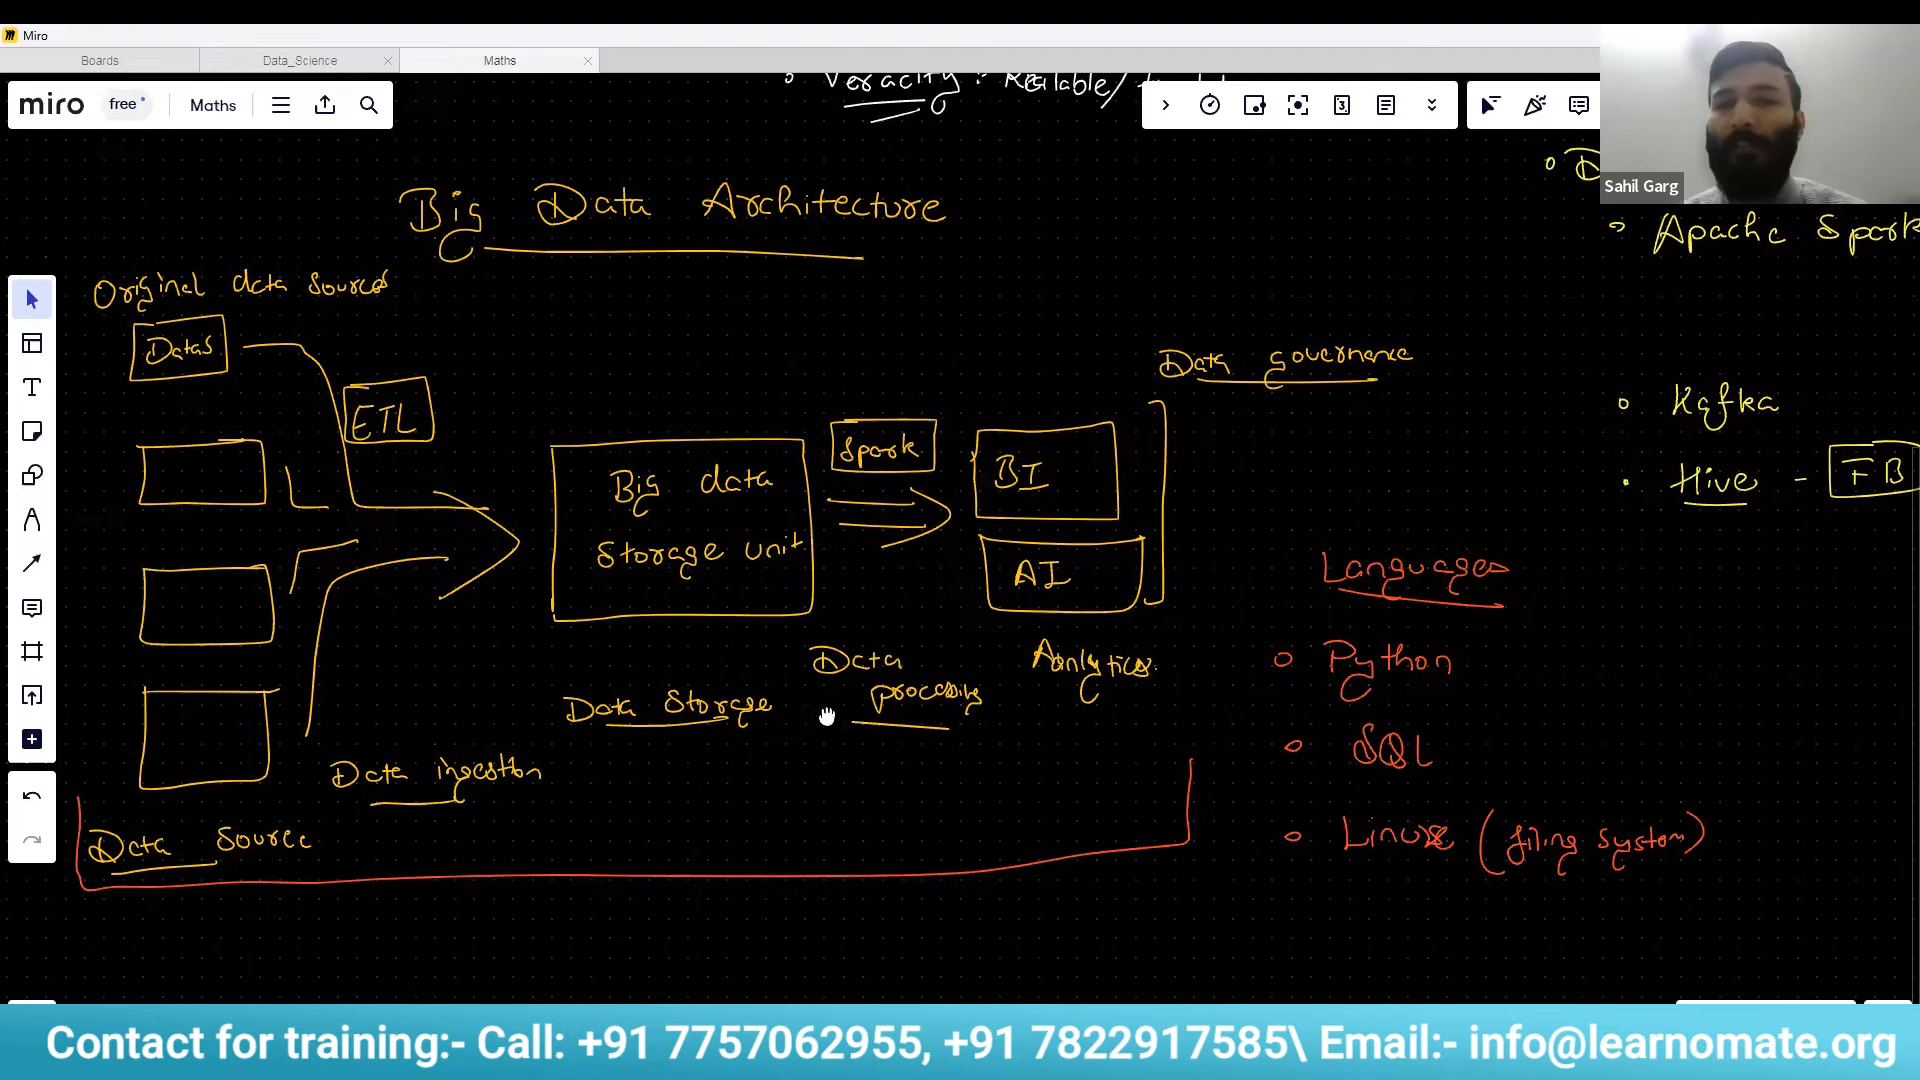 Miro
Boards
Data_Science
Maths
miro
free
Maths
Veracity :- Reilable/
Sahil Garg
Big Data Architecture
Apache Spark
Original data sources
Datas
ETL
Data governance
Kafka
Hive - FB
Spark
Big data
storage unit
BI
AI
Languages
Python
SQL
Linux (filing system)
Data processing
Analytics
Data Storage
Data ingestion
Data Source
Contact for training:- Call: +91 7757062955, +91 7822917585\ Email:- info@learnomate.org